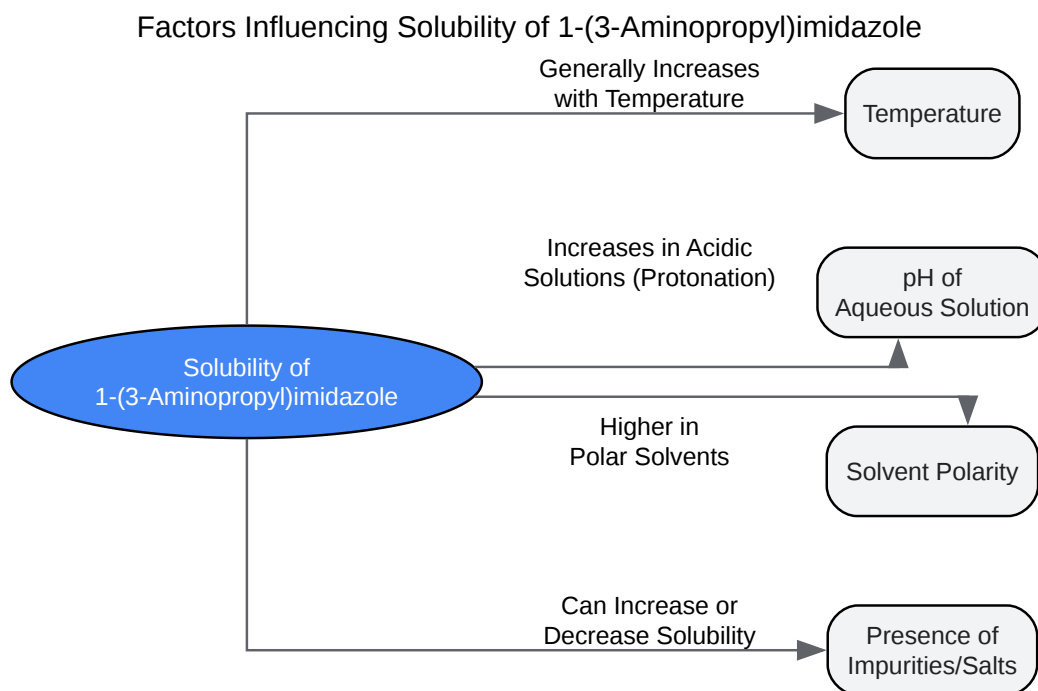 Factors Influencing Solubility of 1-(3-Aminopropyl)imidazole
Generally Increases
with Temperature
Temperature
Increases in Acidic
Solutions (Protonation)
pH of
Aqueous Solution
Solubility of
1-(3-Aminopropyl)imidazole
Higher in
Polar Solvents
Solvent Polarity
Can Increase or
Decrease Solubility
Presence of
Impurities/Salts